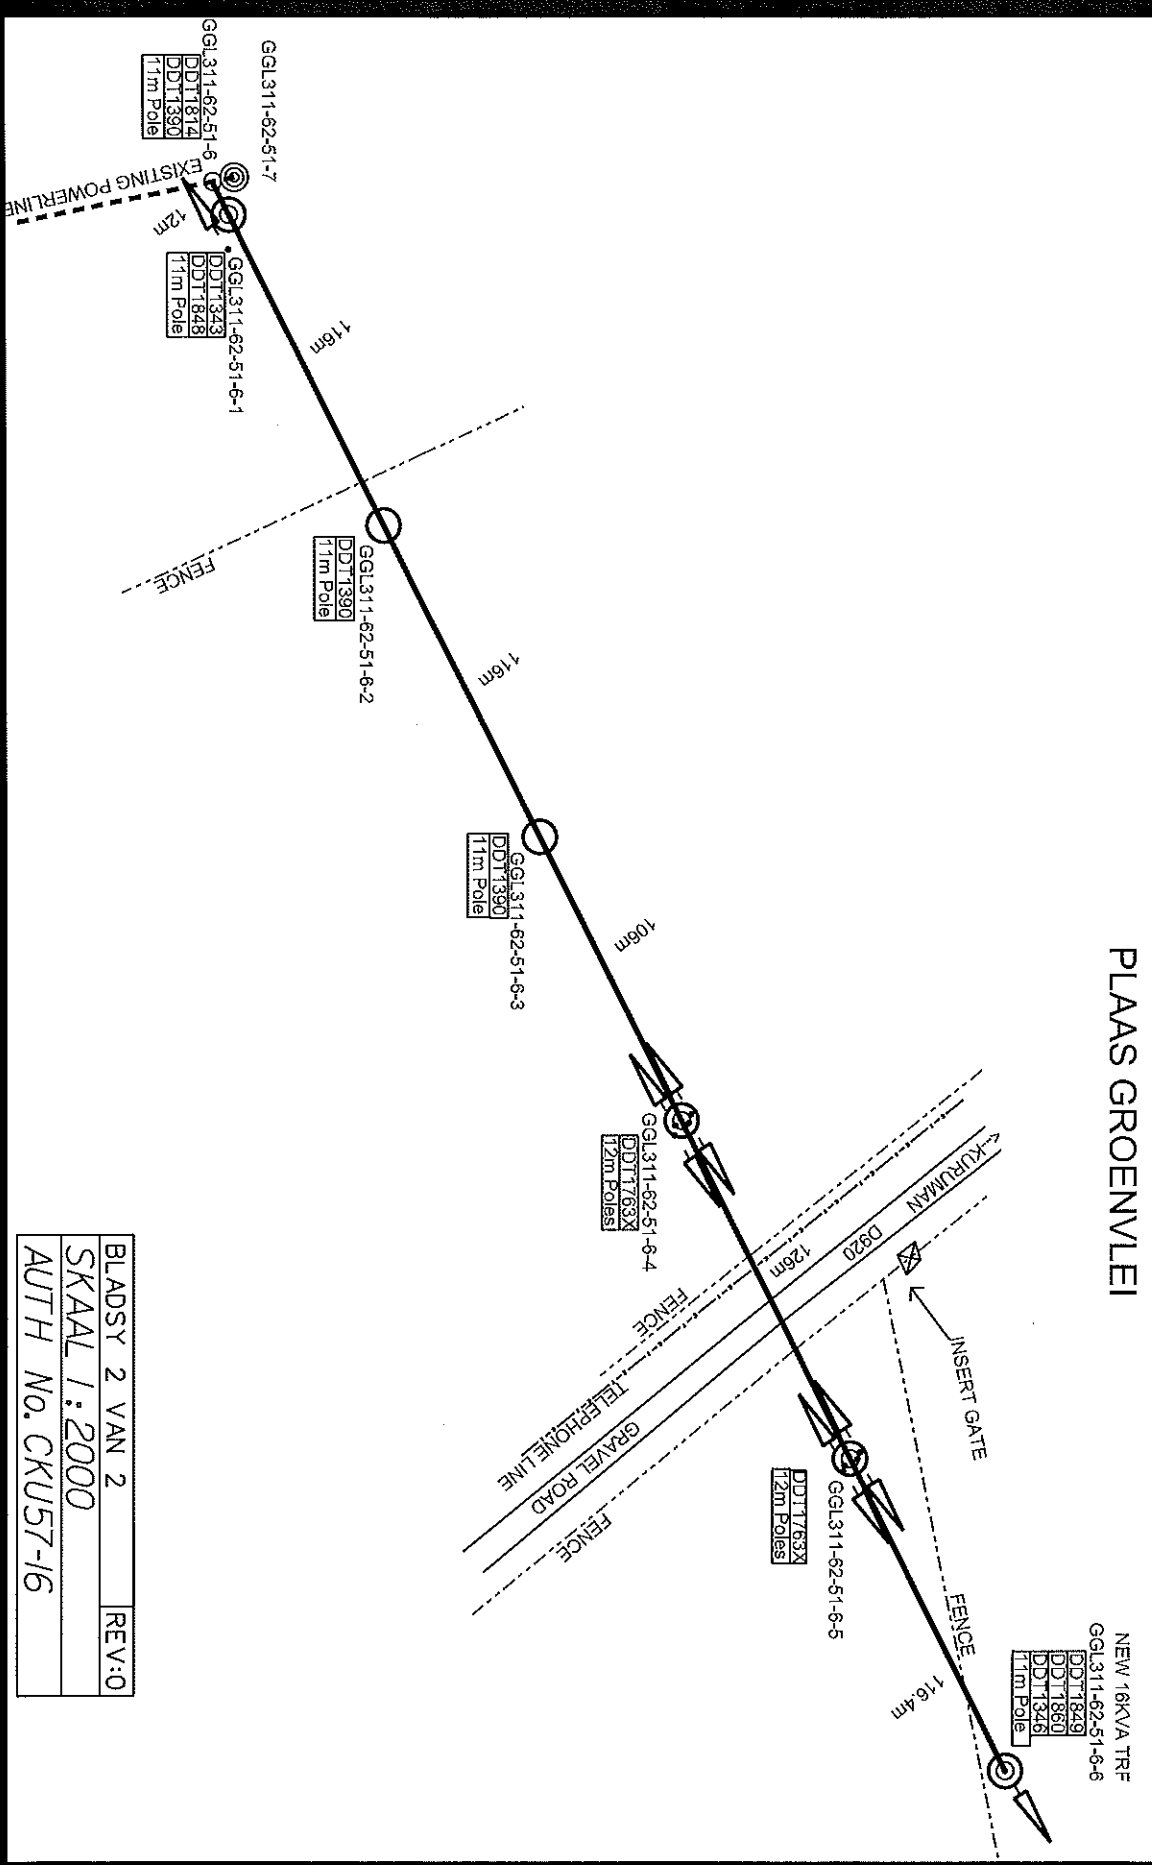 PLAAS GROENVLEI
GGL311-62-51-7
GGL311-62-51-6
DDT1814
DDT1390
11m Pole
EXISTING POWERLINE
12m
GGL311-62-51-6-1
DDT1343
DDT1848
11m Pole
116m
FENCE
GGL311-62-51-6-2
DDT1390
11m Pole
116m
GGL311-62-51-6-3
DDT1390
11m Pole
106m
GGL311-62-51-6-4
DDT1763X
12m Poles
<-KURUMAN
D920
126m
FENCE
TELEPHONE LINE
GRAVEL ROAD
FENCE
INSERT GATE
GGL311-62-51-6-5
DDT1763X
12m Poles
FENCE
116.4m
NEW 16KVA TRF
GGL311-62-51-6-6
DDT1849
DDT1860
DDT1346
11m Pole
BLADSY 2 VAN 2 REV:0
SKAAL 1:2000
AUTH No. CKU57-16